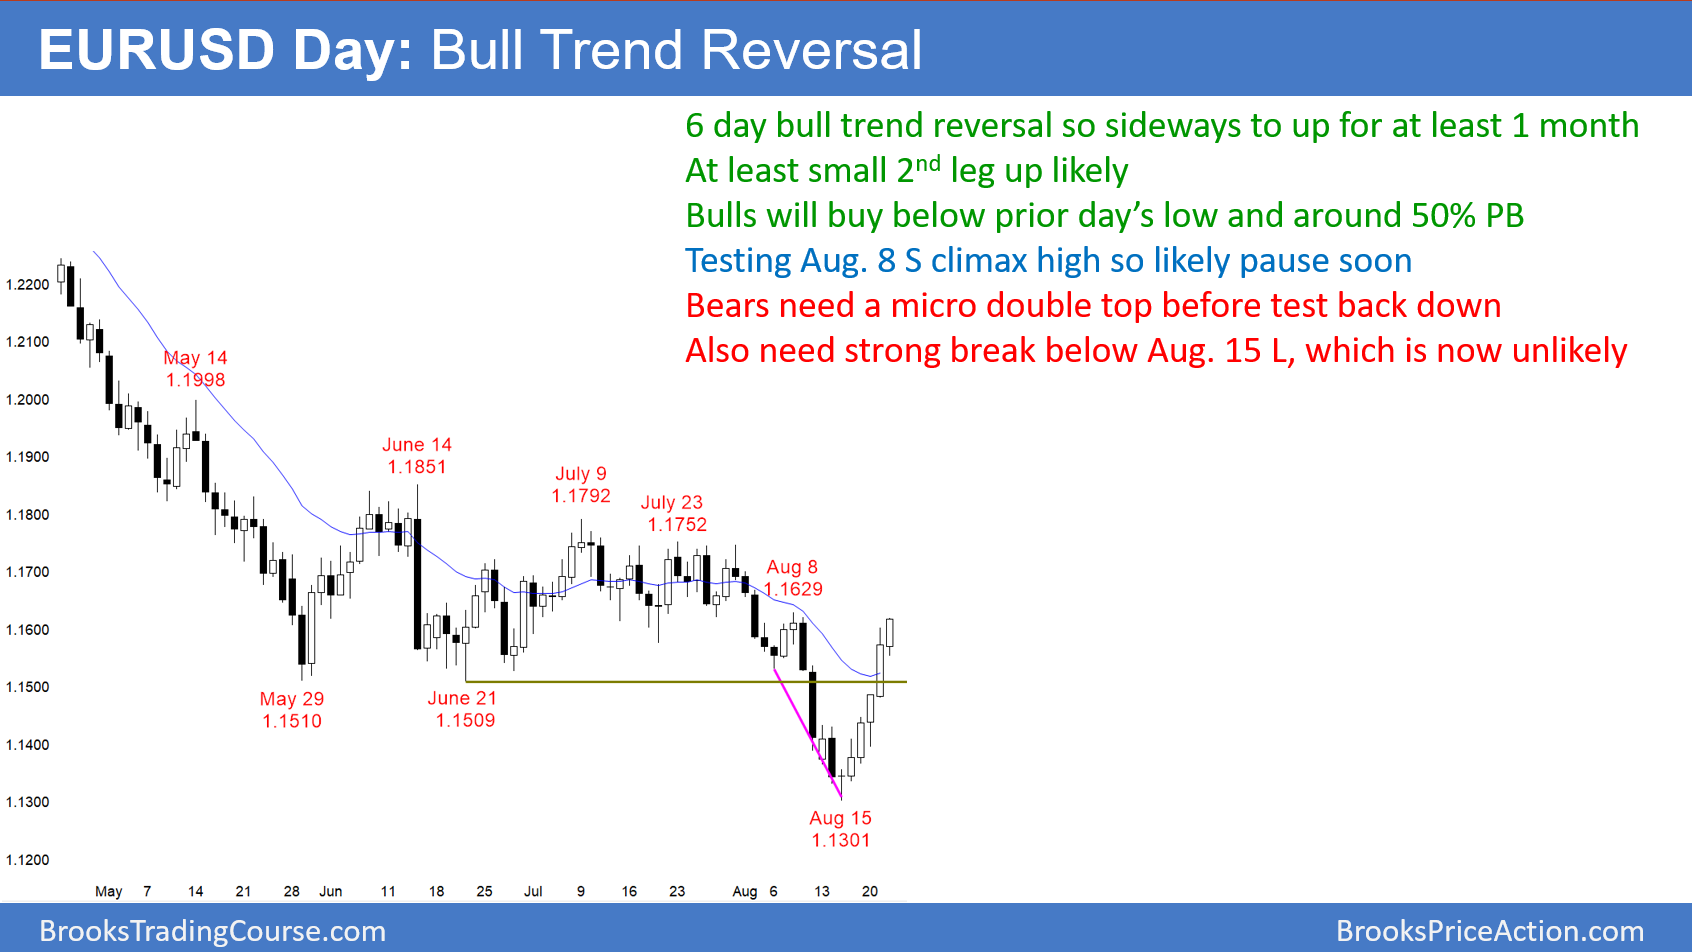 EURUSD Day: Bull Trend Reversal
6 day bull trend reversal so sideways to up for at least 1 month
At least small 2nd leg up likely
Bulls will buy below prior day’s low and around 50% PB
Testing Aug. 8 S climax high so likely pause soon
Bears need a micro double top before test back down
Also need strong break below Aug. 15 L, which is now unlikely
1.2200
1.2100
1.2000
1.1900
1.1800
1.1700
1.1600
1.1500
1.1400
1.1300
1.1200
May 14
1.1998
June 14
1.1851
July 9
1.1792
July 23
1.1752
Aug 8
1.1629
May 29
1.1510
June 21
1.1509
Aug 15
1.1301
May 7 14 21 28 Jun 11 18 25 Jul 9 16 23 Aug 6 13 20
BrooksTradingCourse.com
BrooksPriceAction.com